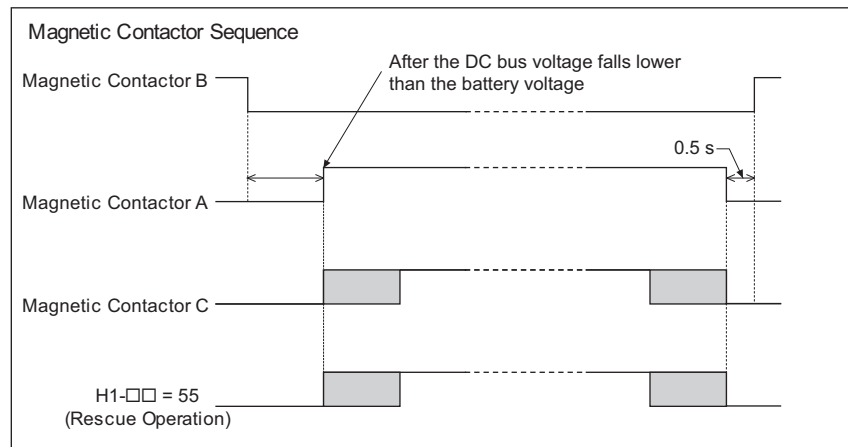 Magnetic Contactor Sequence
After the DC bus voltage falls lower
than the battery voltage
Magnetic Contactor B
0.5 s
Magnetic Contactor A
Magnetic Contactor C
H1-□□ = 55
(Rescue Operation)